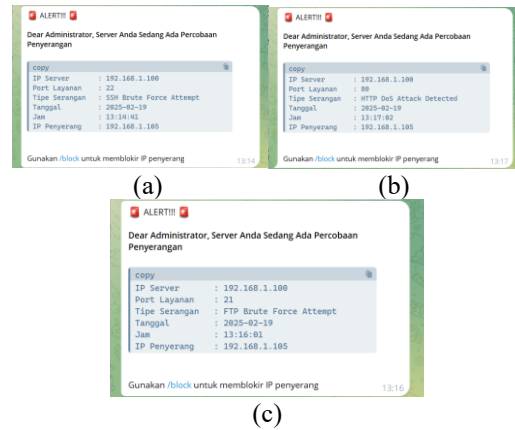 🚨 ALERT!!! 🚨
Dear Administrator, Server Anda Sedang Ada Percobaan
Penyerangan
copy
IP Server : 192.168.1.100
Port Layanan : 22
Tipe Serangan : SSH Brute Force Attempt
Tanggal : 2025-02-19
Jam : 13:14:41
IP Penyerang : 192.168.1.105
Gunakan /block untuk memblokir IP penyerang
13:14
(a)
🚨 ALERT!!! 🚨
Dear Administrator, Server Anda Sedang Ada Percobaan
Penyerangan
copy
IP Server : 192.168.1.100
Port Layanan : 80
Tipe Serangan : HTTP DoS Attack Detected
Tanggal : 2025-02-19
Jam : 13:17:02
IP Penyerang : 192.168.1.105
Gunakan /block untuk memblokir IP penyerang
13:17
(b)
🚨 ALERT!!! 🚨
Dear Administrator, Server Anda Sedang Ada Percobaan
Penyerangan
copy
IP Server : 192.168.1.100
Port Layanan : 21
Tipe Serangan : FTP Brute Force Attempt
Tanggal : 2025-02-19
Jam : 13:16:01
IP Penyerang : 192.168.1.105
Gunakan /block untuk memblokir IP penyerang
13:16
(c)